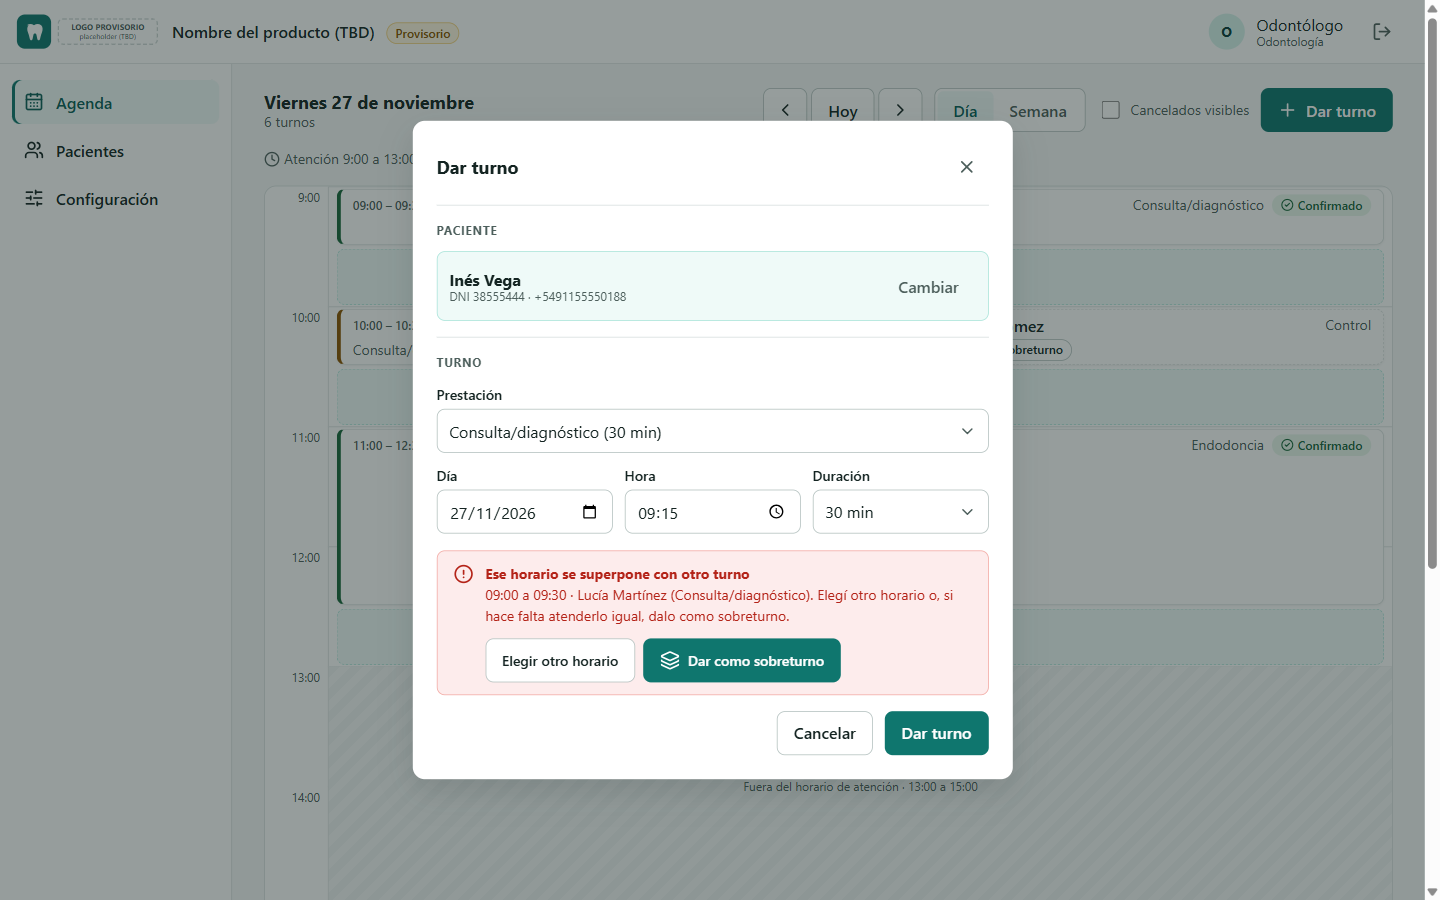 LOGO PROVISORIO
placeholder (TBD)
Nombre del producto (TBD)
Provisorio
O
Odontólogo
Odontología
Agenda
Pacientes
Configuración
Viernes 27 de noviembre
6 turnos
Hoy
Día
Semana
Cancelados visibles
Dar turno
Atención 9:00 a 13:00
9:00
09:00 – 09:
Consulta/diagnóstico
Confirmado
10:00
10:00 – 10:
Consulta/
mez
Control
breturno
11:00
11:00 – 12:
Endodoncia
Confirmado
12:00
13:00
14:00
Fuera del horario de atención · 13:00 a 15:00
Dar turno
PACIENTE
Inés Vega
DNI 38555444 · +5491155550188
Cambiar
TURNO
Prestación
Consulta/diagnóstico (30 min)
Día
Hora
Duración
27/11/2026
09:15
30 min
Ese horario se superpone con otro turno
09:00 a 09:30 · Lucía Martínez (Consulta/diagnóstico). Elegí otro horario o, si
hace falta atenderlo igual, dalo como sobreturno.
Elegir otro horario
Dar como sobreturno
Cancelar
Dar turno